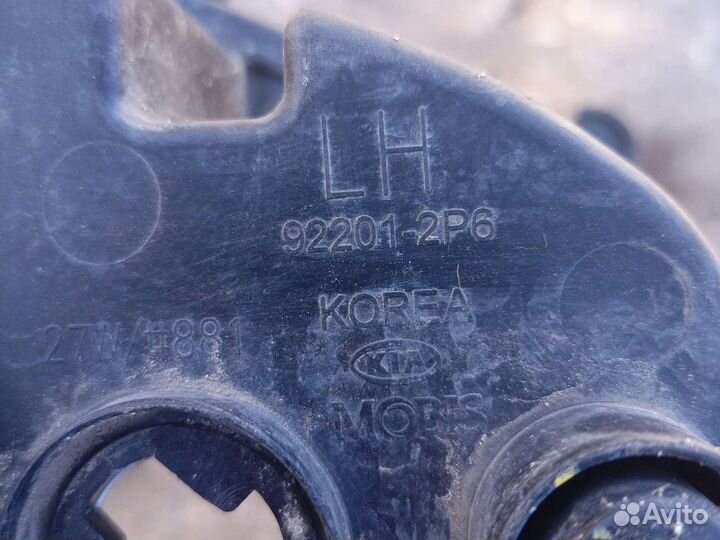 LH
92201-2P6
KOREA
27W/#881
KIA
MOBIS
Avito